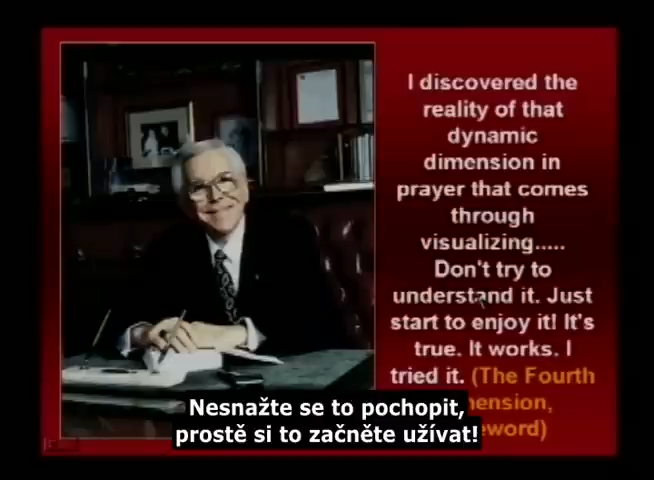 I discovered the
reality of that
dynamic
dimension in
prayer that comes
through
visualizing.....
Don't try to
understand it. Just
start to enjoy it! It's
true. It works. I
tried it. (The Fourth
Nesnažte se to pochopit,
prostě si to začněte užívat!